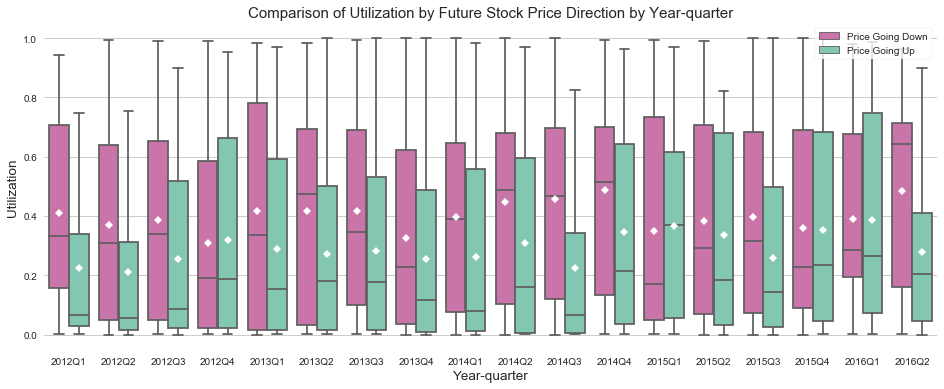 Comparison of Utilization by Future Stock Price Direction by Year-quarter
Price Going Down
Price Going Up
Utilization
1.0
0.8
0.6
0.4
0.2
0.0
2012Q1 2012Q2 2012Q3 2012Q4 2013Q1 2013Q2 2013Q3 2013Q4 2014Q1 2014Q2 2014Q3 2014Q4 2015Q1 2015Q2 2015Q3 2015Q4 2016Q1 2016Q2
Year-quarter